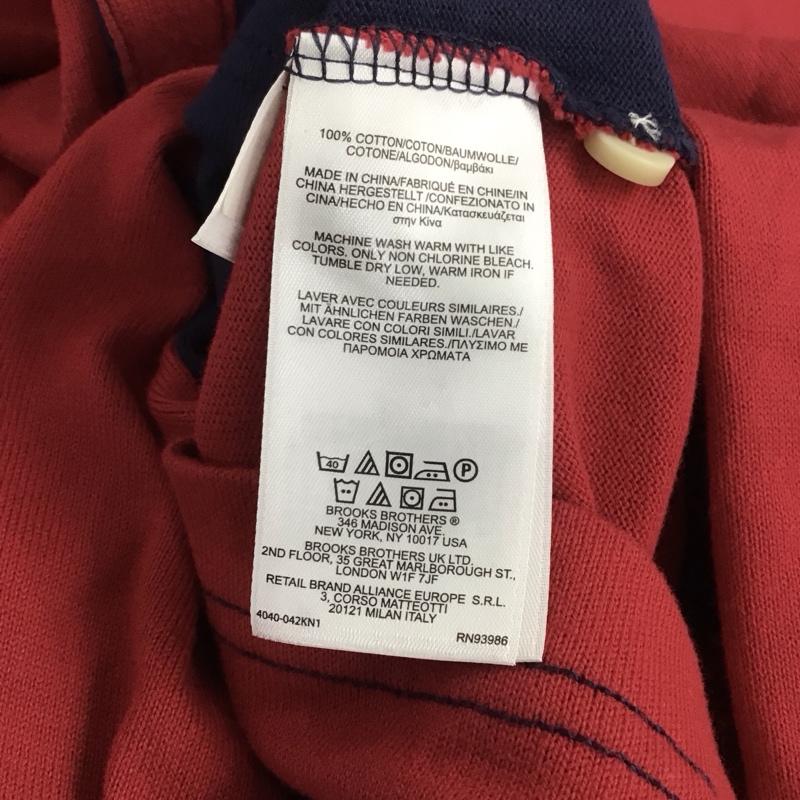 100% COTTON/COTON/BAUMWOLLE/
COTONE/ALGODON/βαμβάκι
MADE IN CHINA/FABRIQUÉ EN CHINE/IN
CHINA HERGESTELLT /CONFEZIONATO IN
CINA/HECHO EN CHINA/Κατασκευάζεται
στην Κίνα
MACHINE WASH WARM WITH LIKE
COLORS. ONLY NON CHLORINE BLEACH.
TUMBLE DRY LOW, WARM IRON IF
NEEDED.
LAVER AVEC COULEURS SIMILAIRES./
MIT ÄHNLICHEN FARBEN WASCHEN./
LAVARE CON COLORI SIMILI./LAVAR
CON COLORES SIMILARES./ΠΛΥΣΙΜΟ ΜΕ
ΠΑΡΟΜΟΙΑ ΧΡΩΜΑΤΑ
40 P
BROOKS BROTHERS ®
346 MADISON AVE.
NEW YORK, NY 10017 USA
BROOKS BROTHERS UK LTD.
2ND FLOOR, 35 GREAT MARLBOROUGH ST.,
LONDON W1F 7JF
RETAIL BRAND ALLIANCE EUROPE S.R.L.
3, CORSO MATTEOTTI
20121 MILAN ITALY
4040-042KN1
RN93986